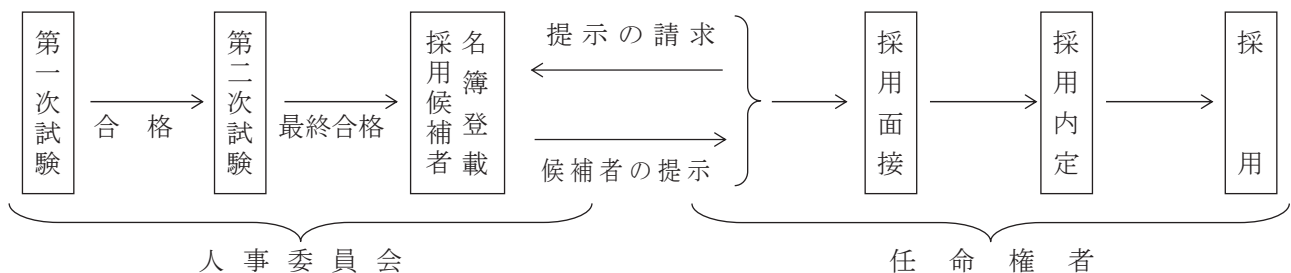 第一次試験
合格
第二次試験
最終合格
採用候補者
名簿登載
提示の請求
候補者の提示
採用面接
採用内定
採用
人事委員会
任命権者